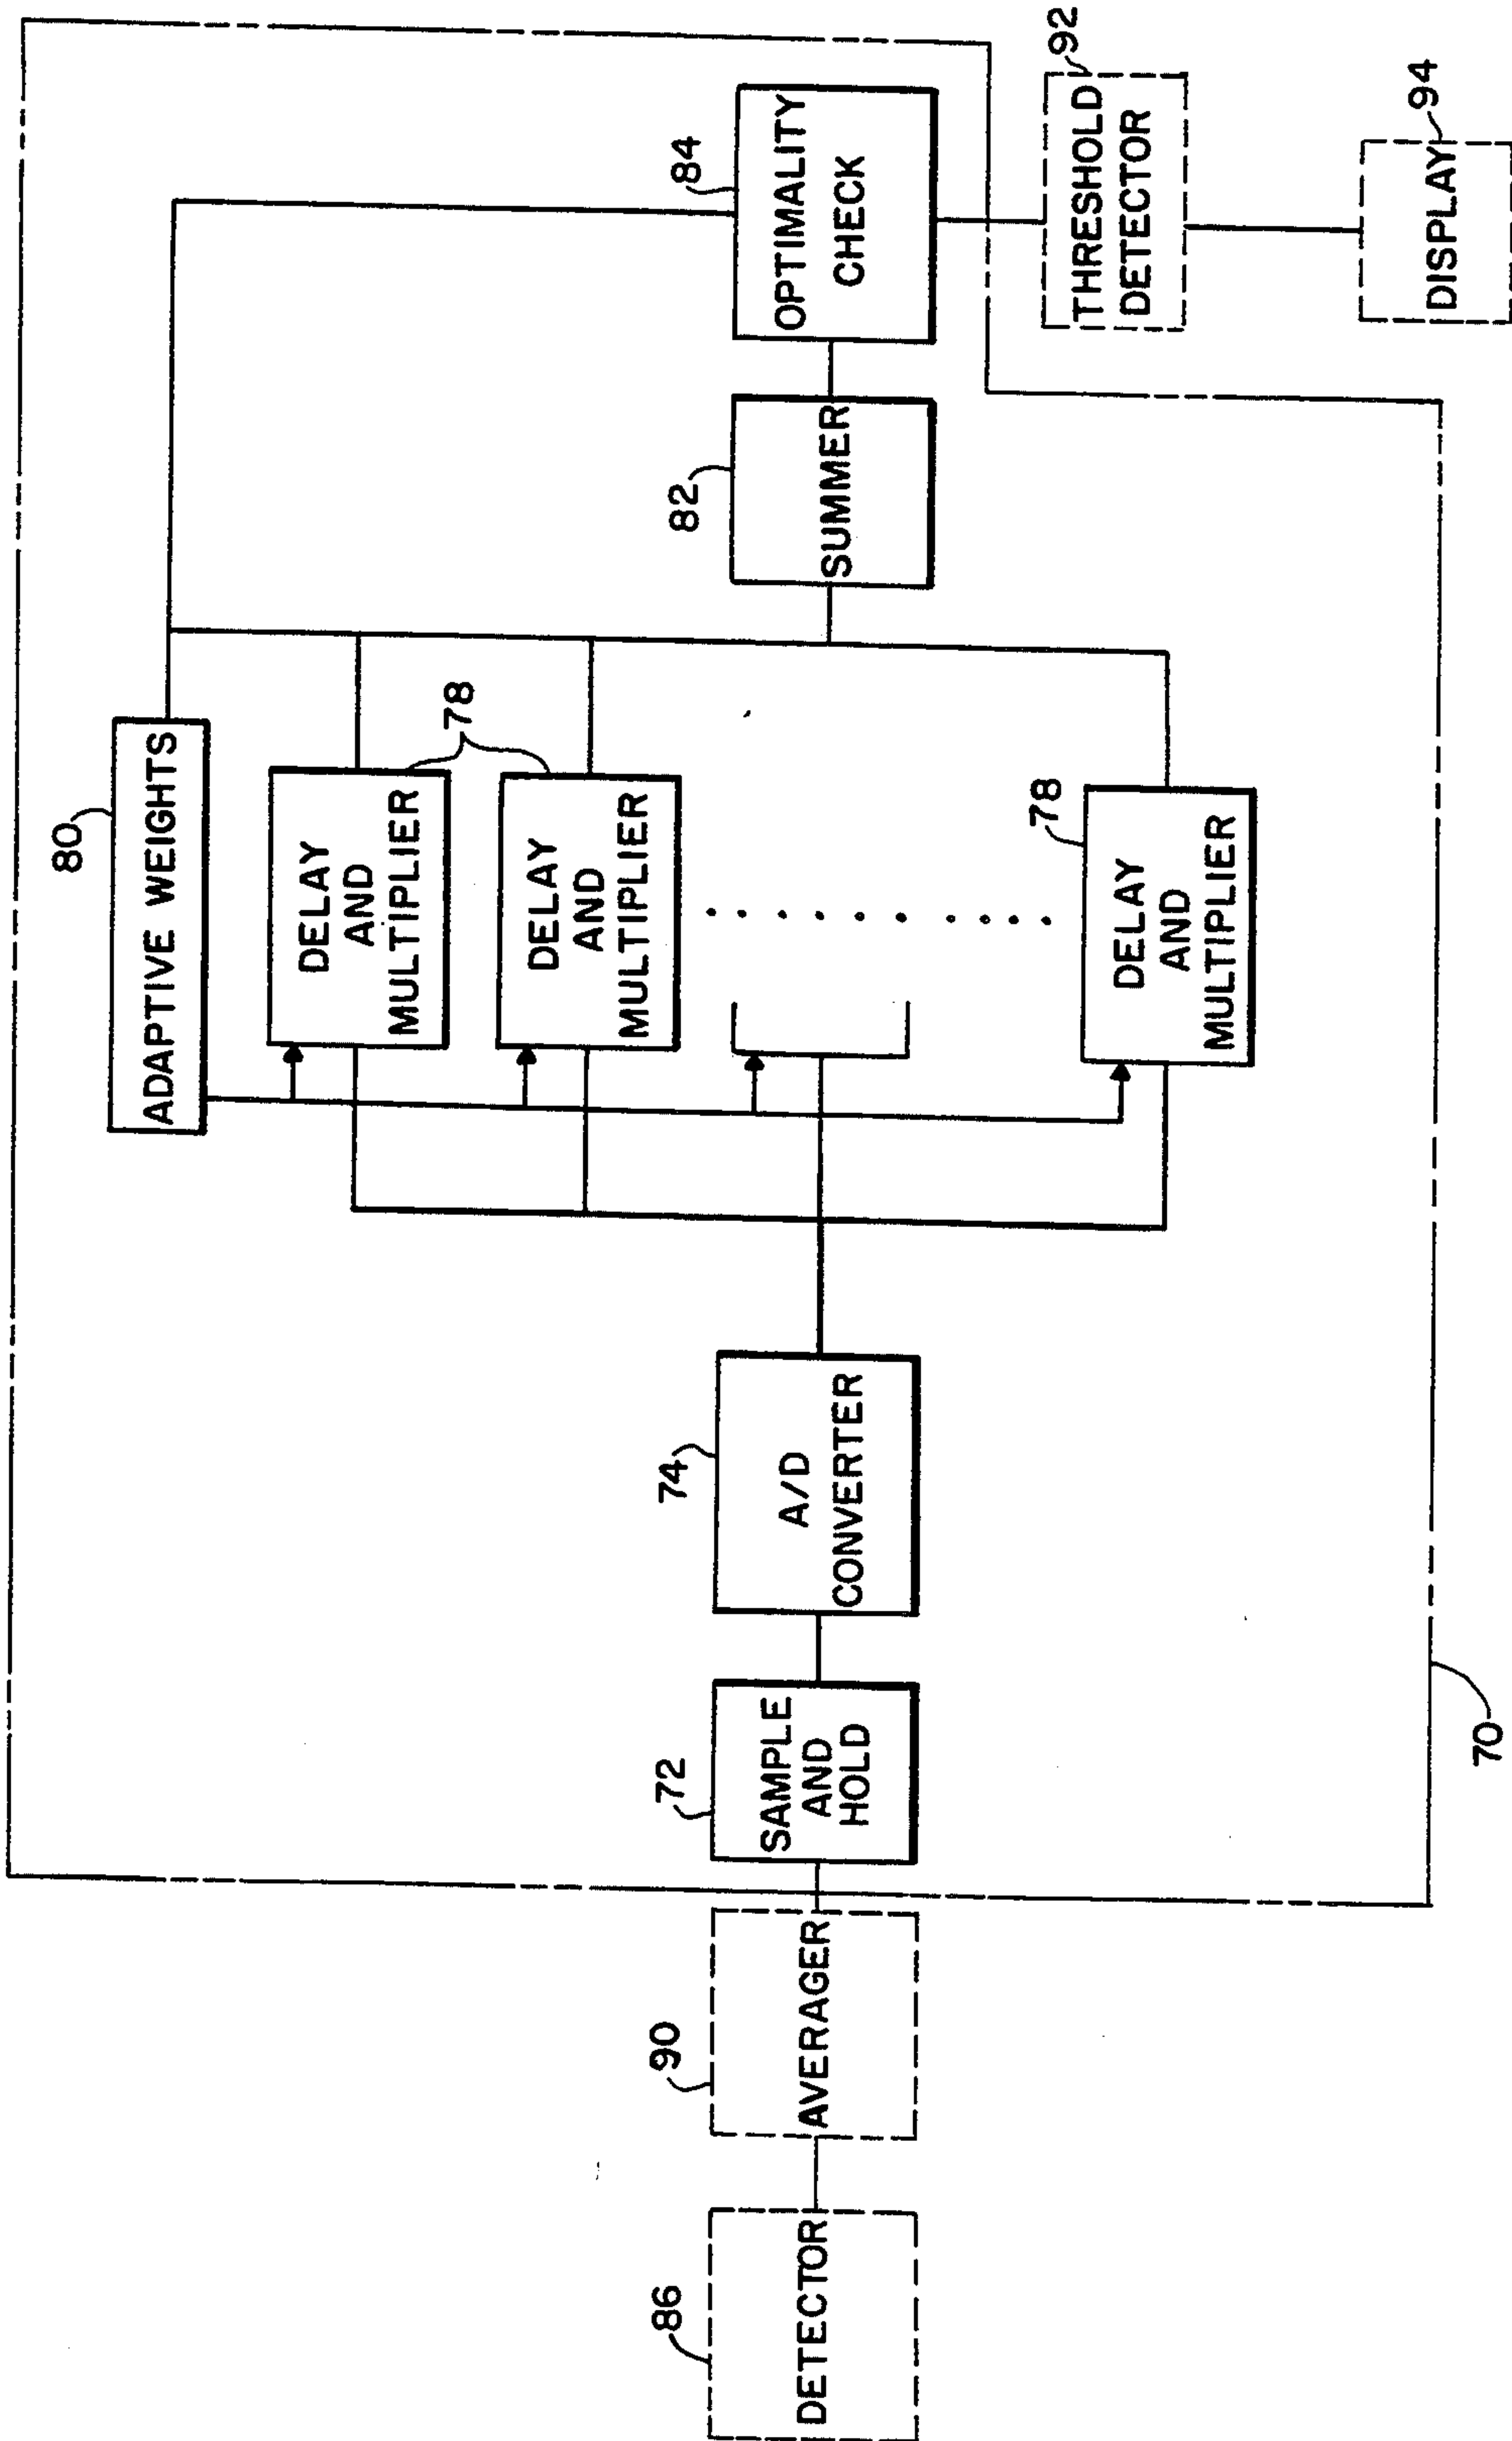 80
ADAPTIVE WEIGHTS
DELAY
AND
MULTIPLIER
78
DELAY
AND
MULTIPLIER
78
DELAY
AND
MULTIPLIER
86
DETECTOR
90
AVERAGER
72
SAMPLE
AND
HOLD
74
A/D
CONVERTER
82
SUMMER
84
OPTIMALITY
CHECK
92
THRESHOLD
DETECTOR
94
DISPLAY
70